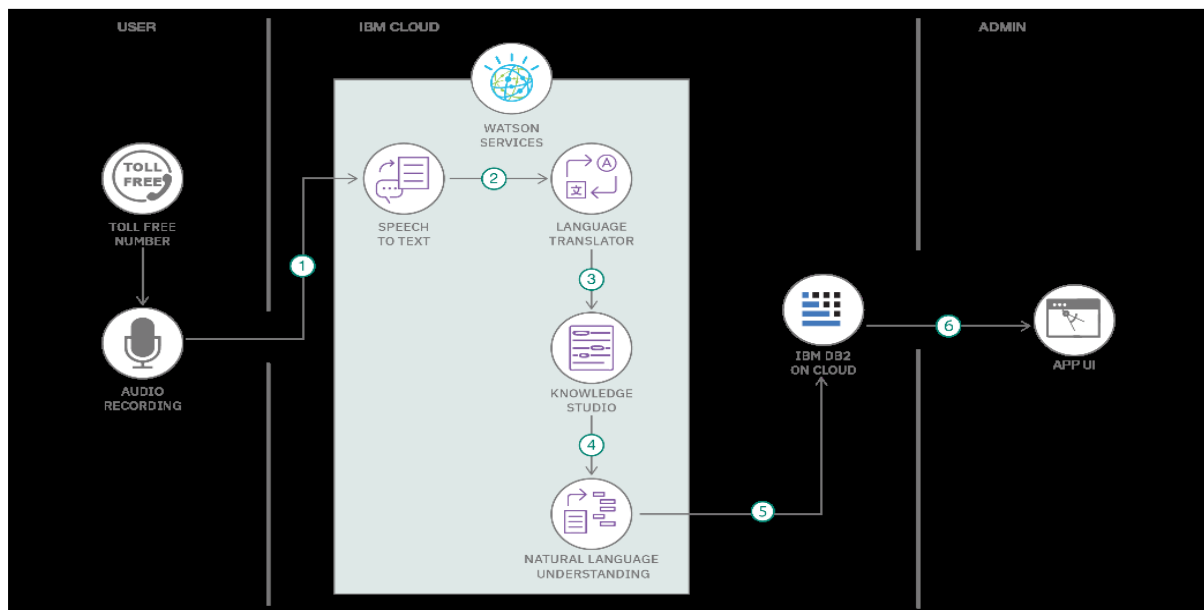 USER
IBM CLOUD
ADMIN
WATSON
SERVICES
TOLL
FREE
TOLL FREE
NUMBER
1
SPEECH
TO TEXT
2
A
文
LANGUAGE
TRANSLATOR
3
AUDIO
RECORDING
KNOWLEDGE
STUDIO
4
NATURAL LANGUAGE
UNDERSTANDING
5
IBM DB2
ON CLOUD
6
APP UI